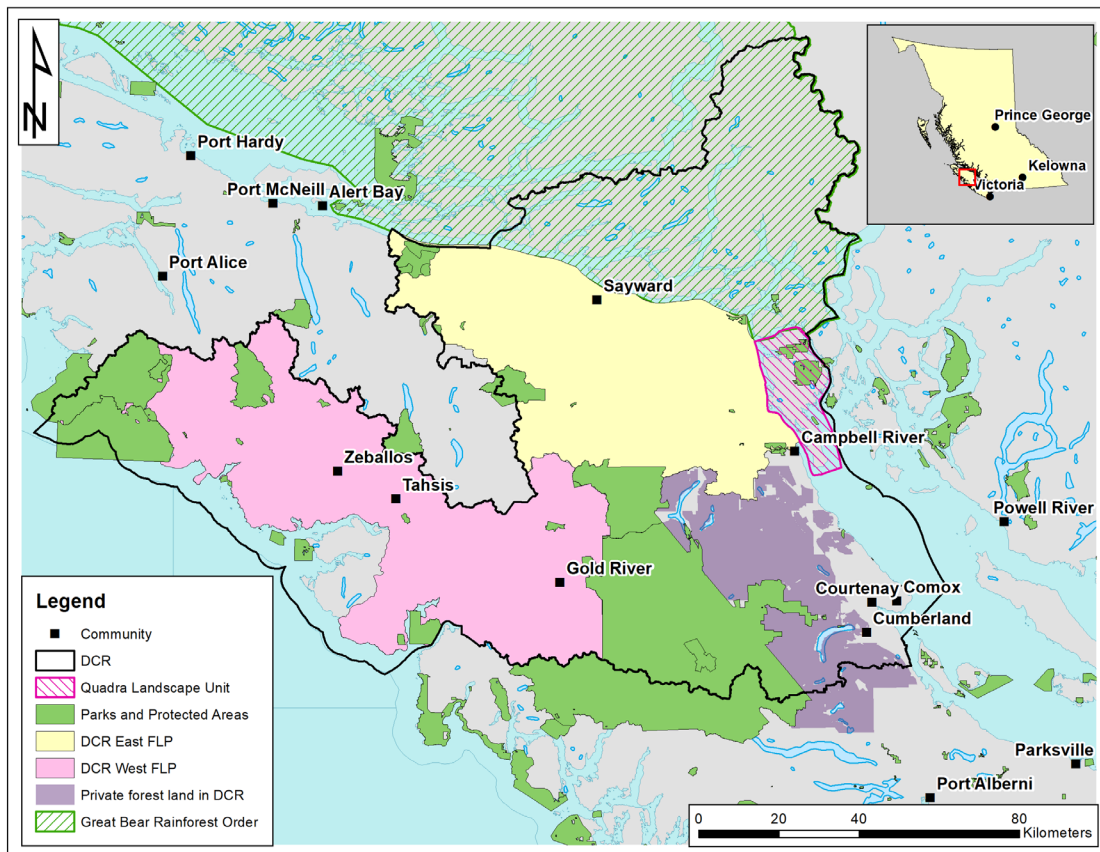 N
Prince George
Kelowna
Victoria
Port Hardy
Port McNeill
Alert Bay
Port Alice
Sayward
Campbell River
Zeballos
Tahsis
Powell River
Gold River
Courtenay
Comox
Cumberland
Parksville
Port Alberni
Legend
Community
DCR
Quadra Landscape Unit
Parks and Protected Areas
DCR East FLP
DCR West FLP
Private forest land in DCR
Great Bear Rainforest Order
0 20 40 80
Kilometers